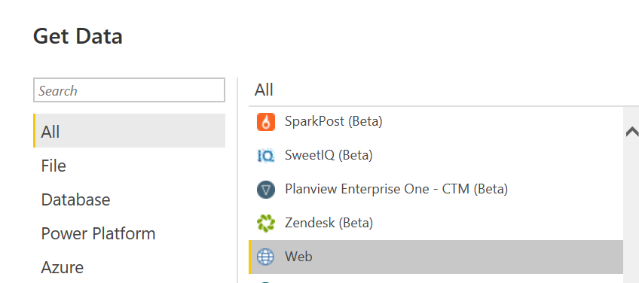 Get Data
Search
All
File
Database
Power Platform
Azure
All
SparkPost (Beta)
IQ SweetIQ (Beta)
Planview Enterprise One - CTM (Beta)
Zendesk (Beta)
Web